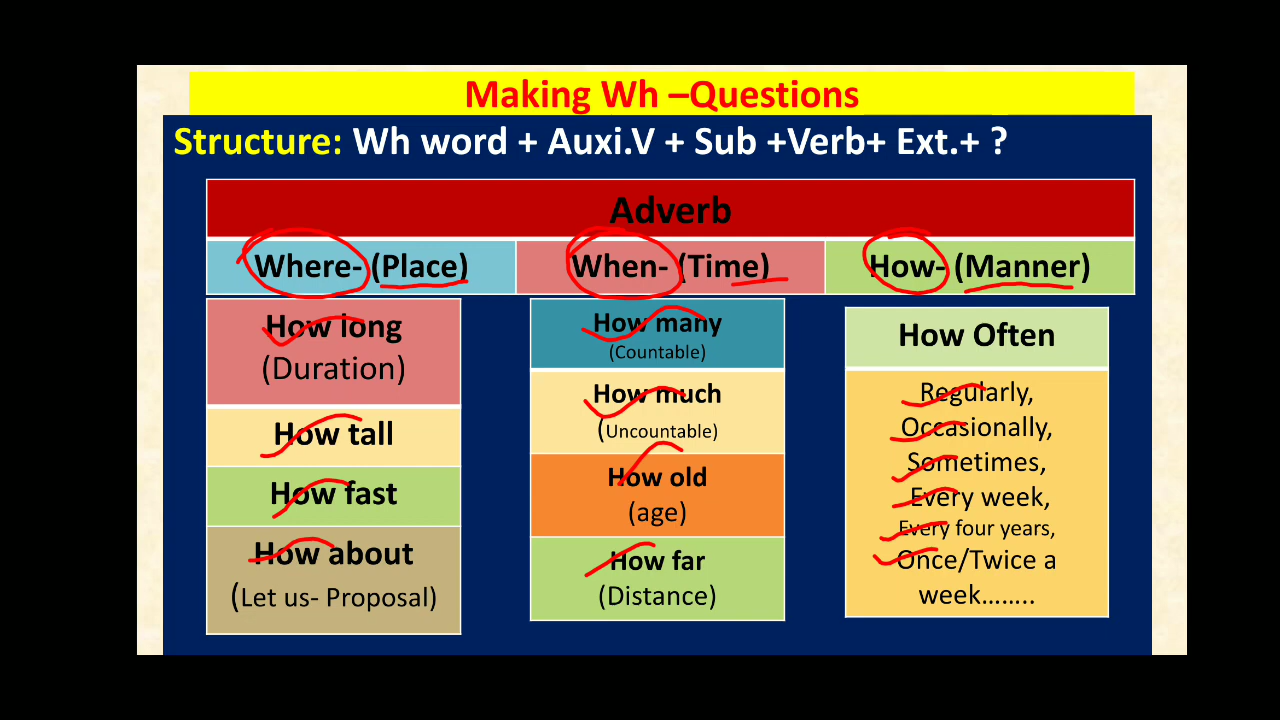 Making Wh –Questions
Structure: Wh word + Auxi.V + Sub +Verb+ Ext.+ ?
Adverb
Where- (Place)
When- (Time)
How- (Manner)
How long
(Duration)
How tall
How fast
How about
(Let us- Proposal)
How many
(Countable)
How much
(Uncountable)
How old
(age)
How far
(Distance)
How Often
Regularly,
Occasionally,
Sometimes,
Every week,
Every four years,
Once/Twice a
week........